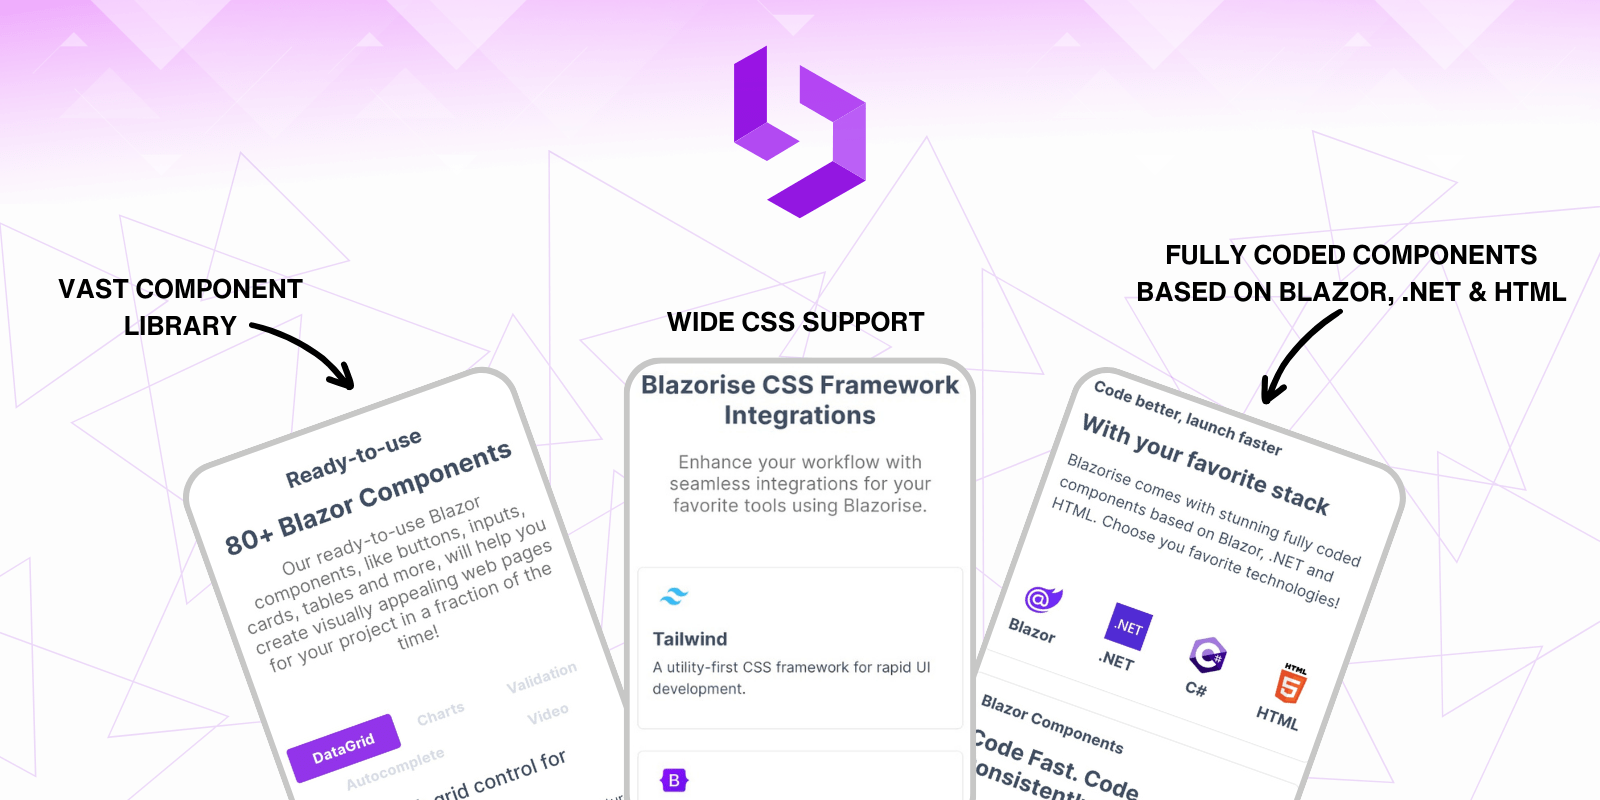 VAST COMPONENT
LIBRARY
WIDE CSS SUPPORT
FULLY CODED COMPONENTS
BASED ON BLAZOR, .NET & HTML
Ready-to-use
80+ Blazor Components
Our ready-to-use Blazor
components, like buttons, inputs,
cards, tables and more, will help you
create visually appealing web pages
for your project in a fraction of the
time!
Validation
Charts
Video
DataGrid
Autocomplete
grid control for
Blazorise CSS Framework
Integrations
Enhance your workflow with
seamless integrations for your
favorite tools using Blazorise.
Tailwind
A utility-first CSS framework for rapid UI
development.
B
Code better, launch faster
With your favorite stack
Blazorise comes with stunning fully coded
components based on Blazor, .NET and
HTML. Choose you favorite technologies!
@
Blazor
.NET
.NET
C#
C#
HTML
5
HTML
Blazor Components
Code Fast. Code